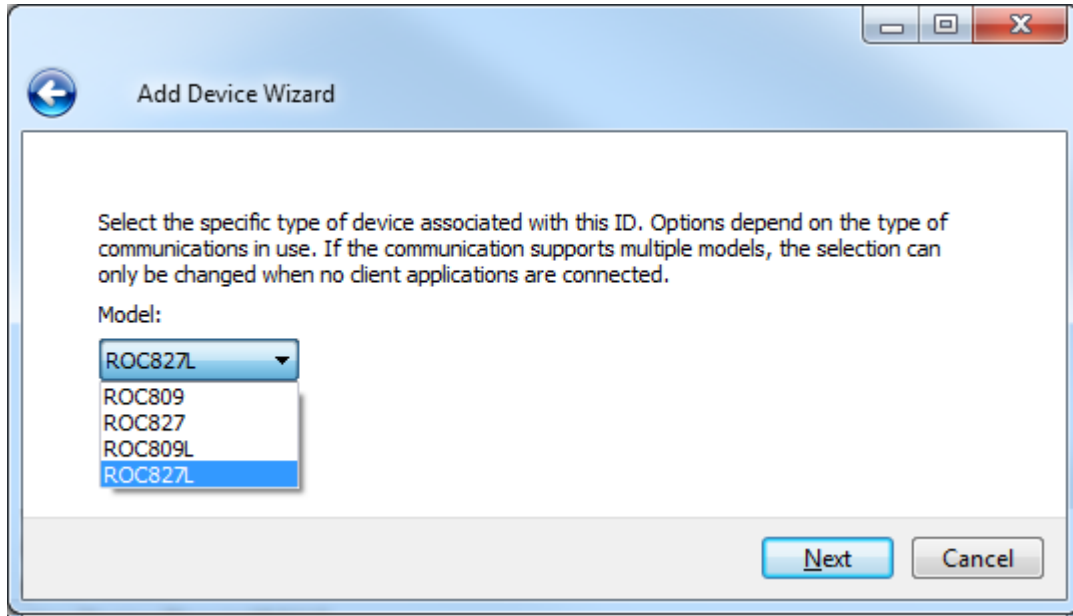 Add Device Wizard
Select the specific type of device associated with this ID. Options depend on the type of
communications in use. If the communication supports multiple models, the selection can
only be changed when no client applications are connected.
Model:
ROC827L
ROC809
ROC827
ROC809L
ROC827L
Next
Cancel